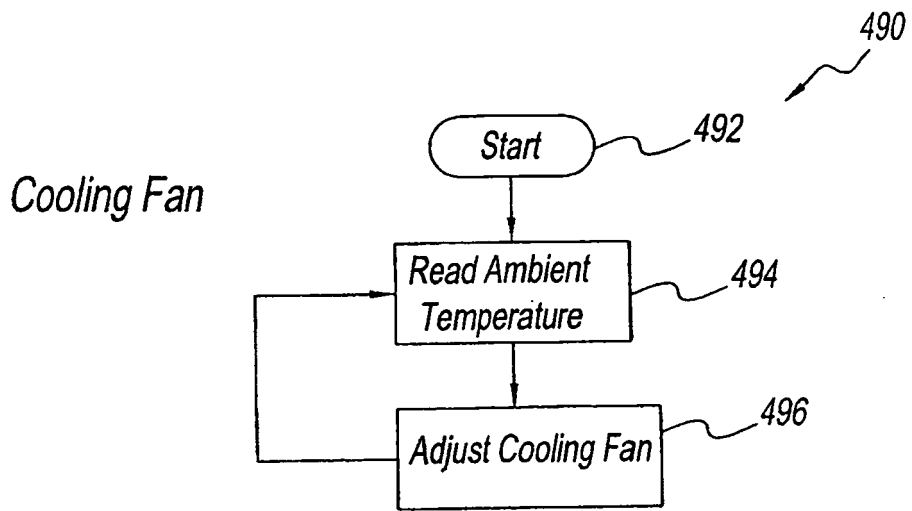 490
Start
492
Cooling Fan
Read Ambient
Temperature
494
Adjust Cooling Fan
496